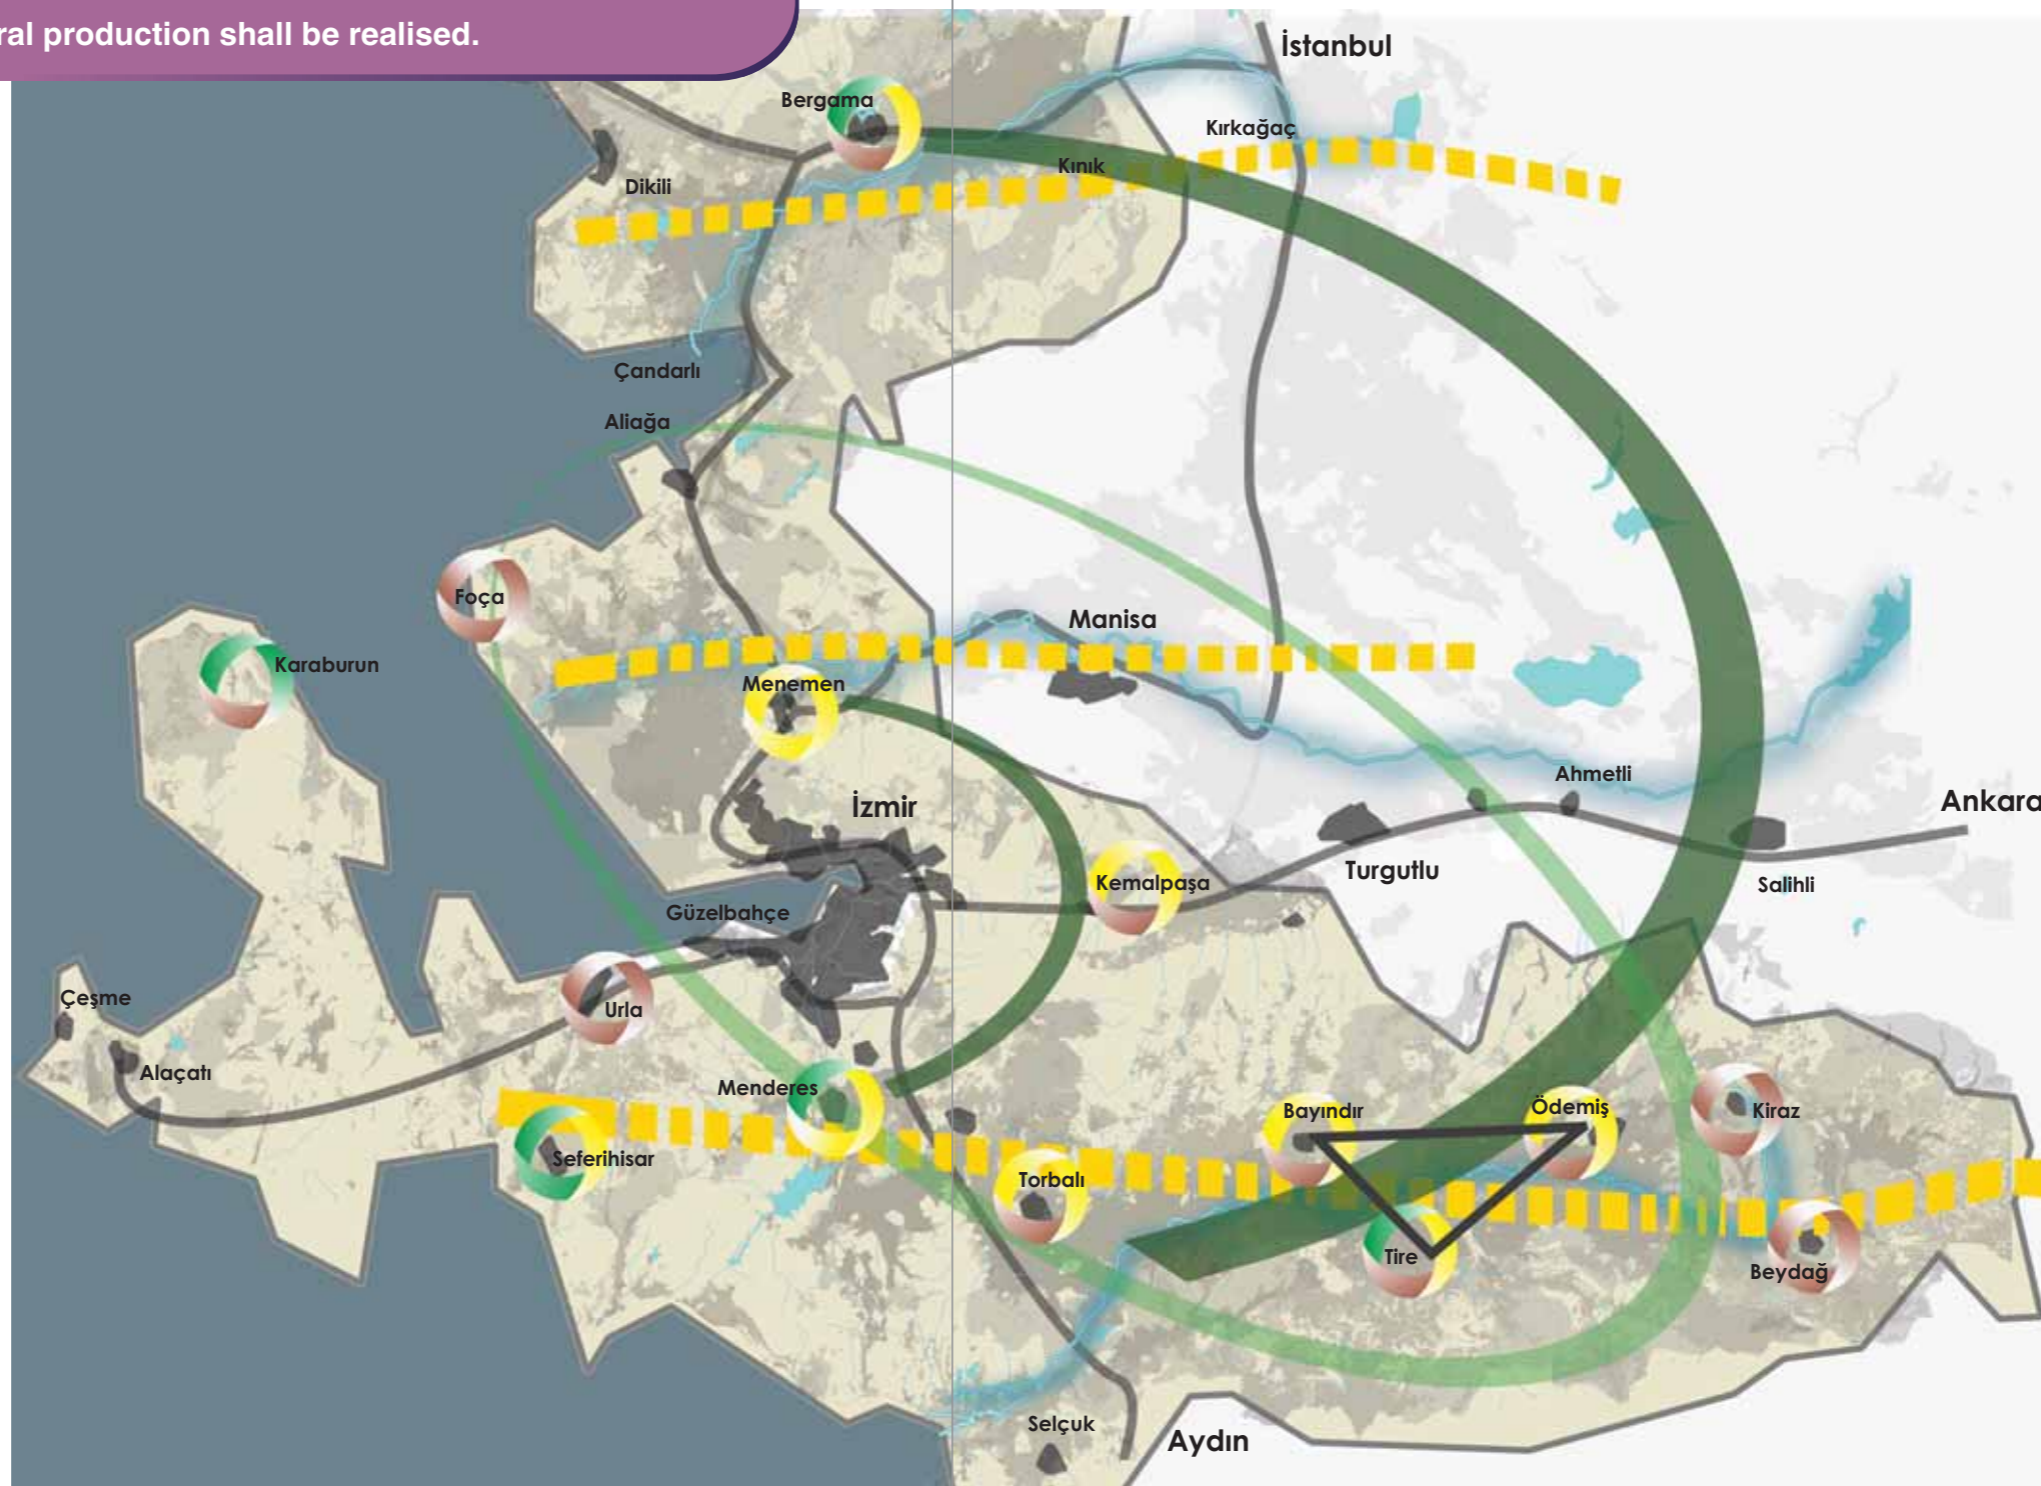 ral production shall be realised.
İstanbul
Bergama
Kırkağaç
Kınık
Dikili
Çandarlı
Aliağa
Foça
Manisa
Karaburun
Menemen
Ahmetli
Ankara
İzmir
Turgutlu
Kemalpaşa
Salihli
Güzelbahçe
Çeşme
Urla
Alaçatı
Menderes
Bayındır
Ödemiş
Kiraz
Seferihisar
Torbalı
Tire
Beydağ
Selçuk
Aydın